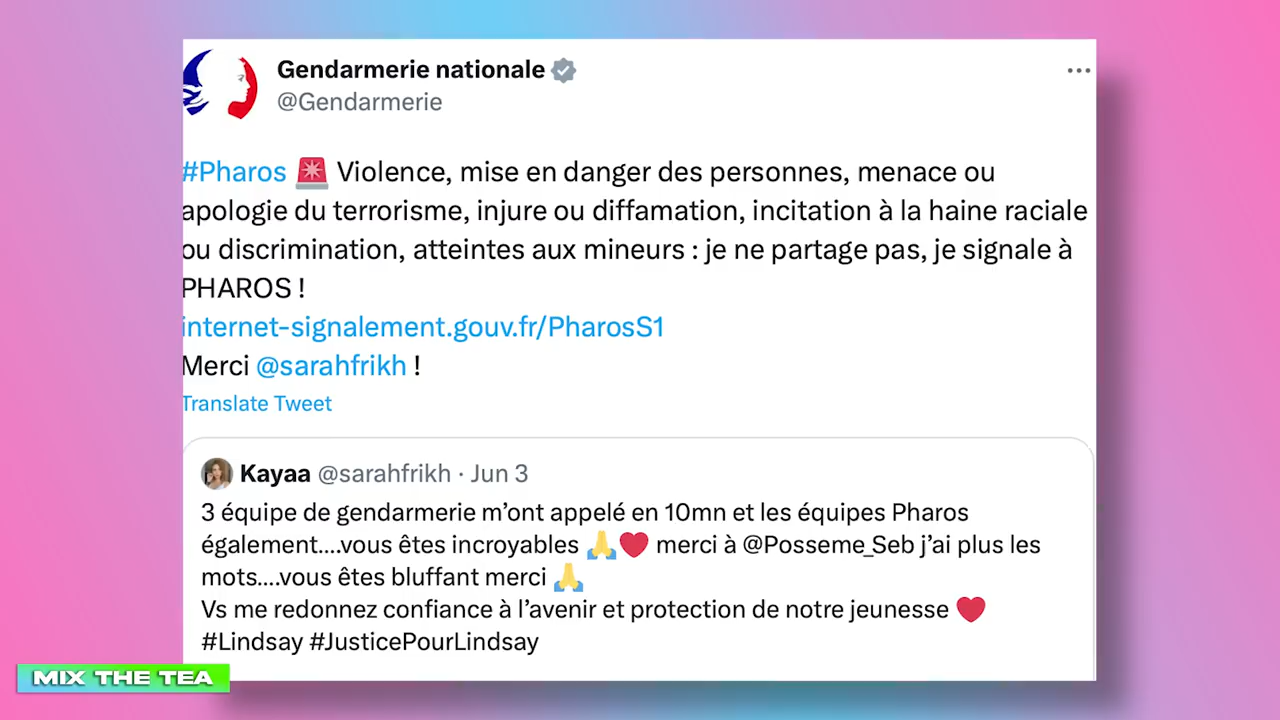 Gendarmerie nationale
@Gendarmerie
#Pharos 🚨 Violence, mise en danger des personnes, menace ou
apologie du terrorisme, injure ou diffamation, incitation à la haine raciale
ou discrimination, atteintes aux mineurs : je ne partage pas, je signale à
PHAROS !
internet-signalement.gouv.fr/PharosS1
Merci @sarahfrikh !
Translate Tweet
Kayaa @sarahfrikh · Jun 3
3 équipe de gendarmerie m’ont appelé en 10mn et les équipes Pharos
également....vous êtes incroyables 🙏❤️ merci à @Posseme_Seb j’ai plus les
mots....vous êtes bluffant merci 🙏
Vs me redonnez confiance à l’avenir et protection de notre jeunesse ❤️
#Lindsay #JusticePourLindsay
MIX THE TEA